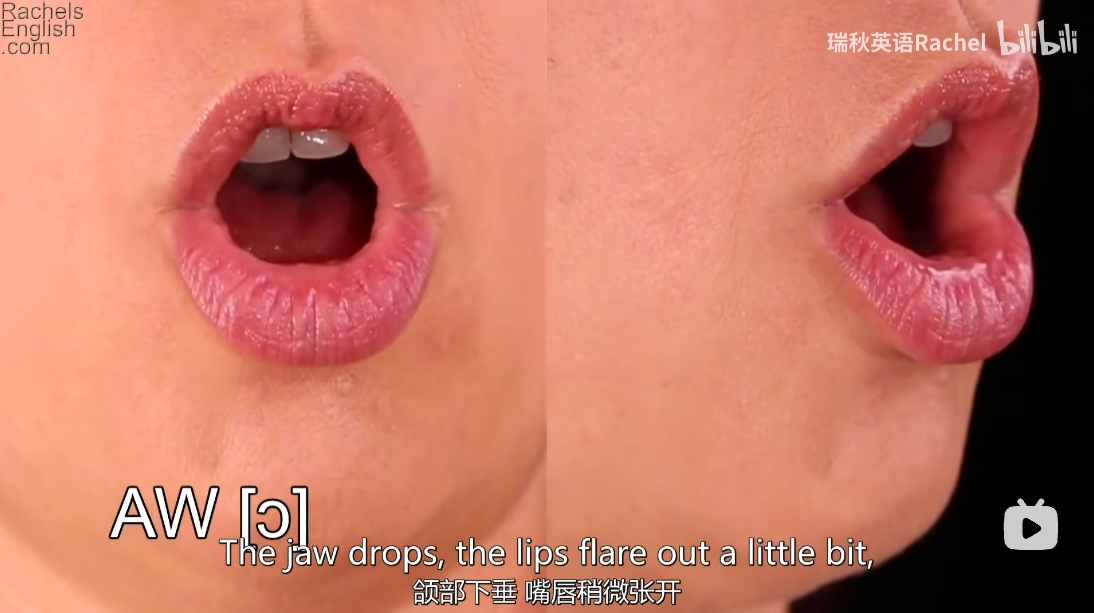 Rachels
English
.com
瑞秋英语Rachel bilibili
AW [ɔ]
The jaw drops, the lips flare out a little bit,
颌部下垂 嘴唇稍微张开